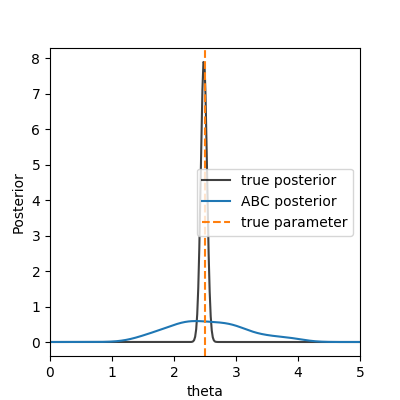 8
7
6
5
4
3
2
1
0
Posterior
true posterior
ABC posterior
true parameter
0 1 2 3 4 5
theta